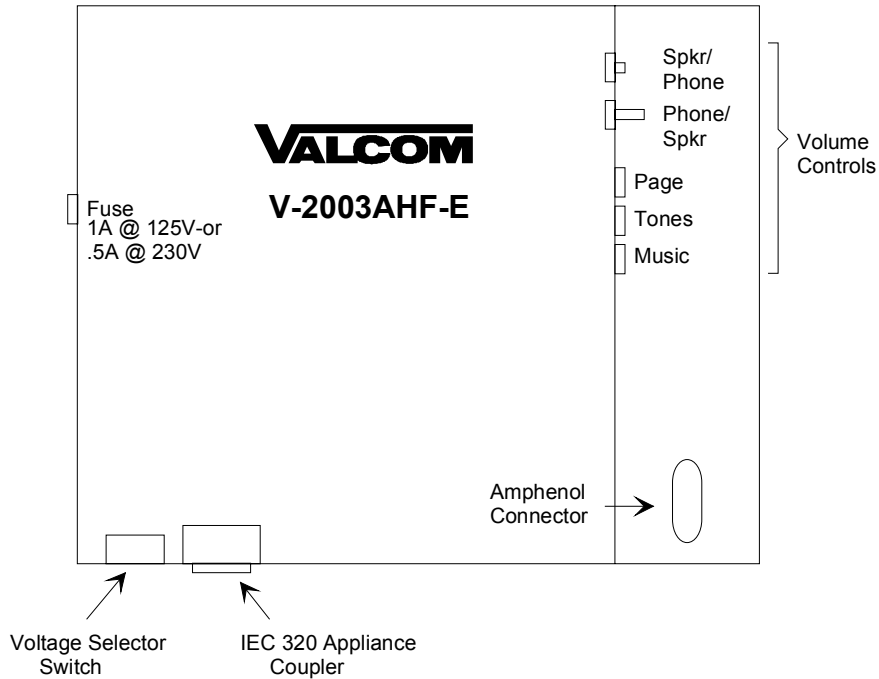 Spkr/
Phone
Phone/
Spkr
Volume
Controls
VALCOM
V-2003AHF-E
Page
Tones
Music
Fuse
1A @ 125V-or
.5A @ 230V
Amphenol
Connector
Voltage Selector
Switch
IEC 320 Appliance
Coupler